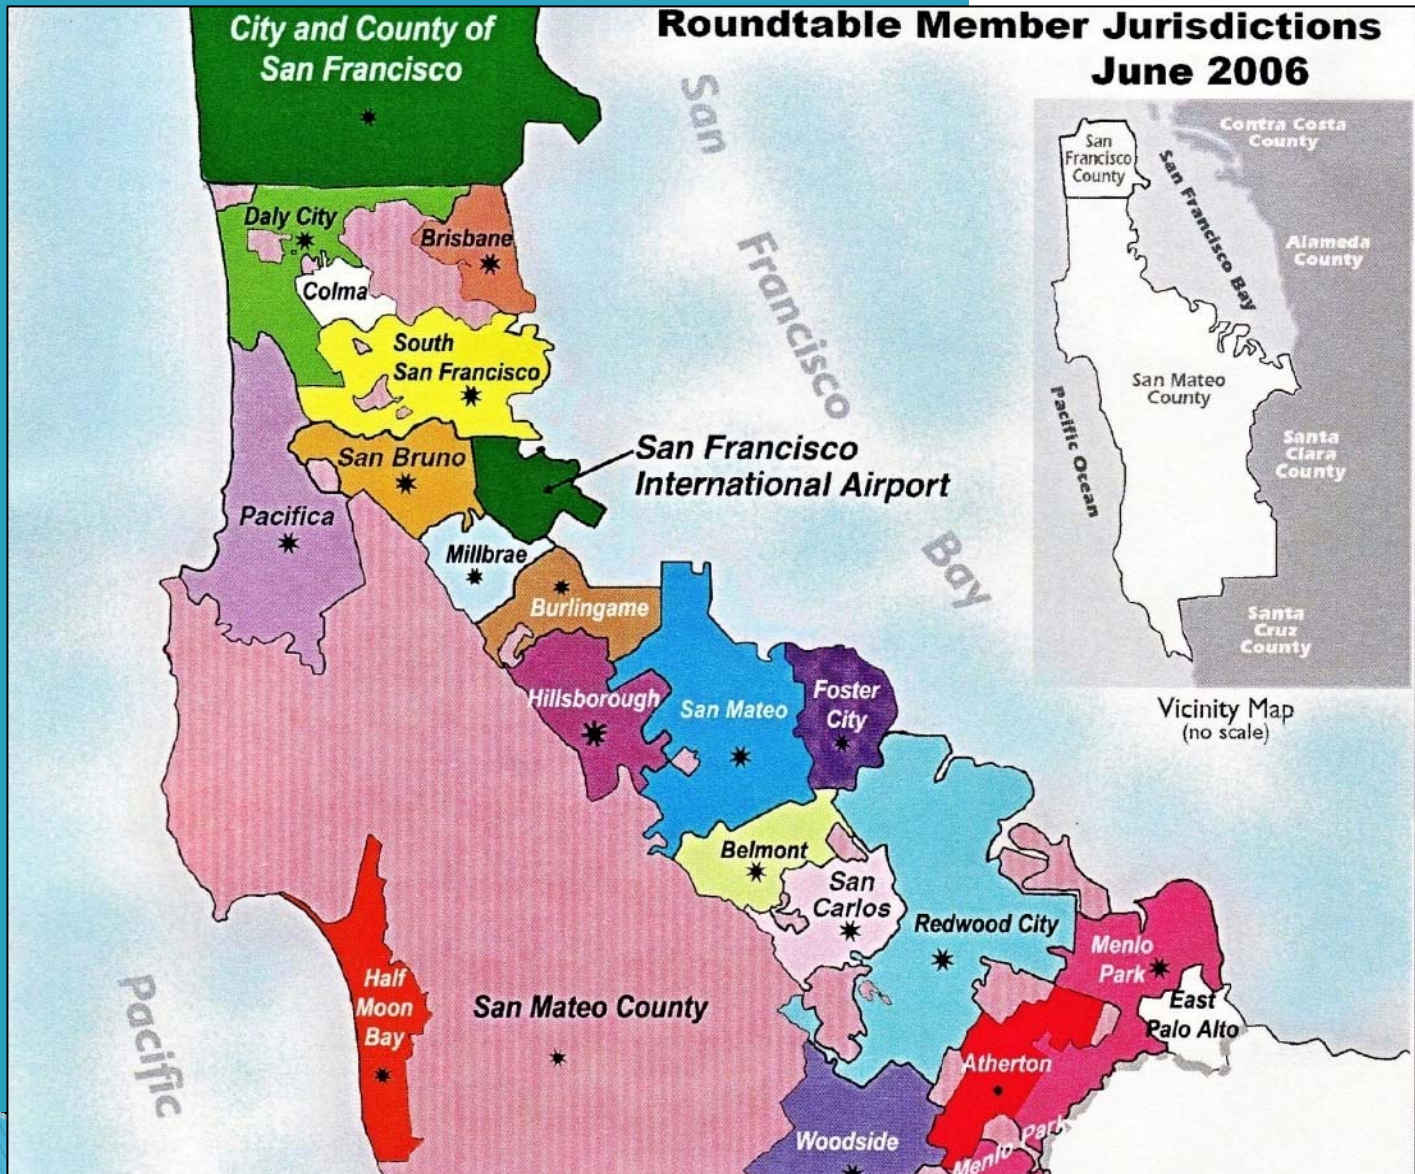 Roundtable Member Jurisdictions
June 2006
City and County of
San Francisco
San
Francisco
Bay
Daly City
Brisbane
Colma
South
San Francisco
San Francisco
International Airport
San Bruno
Pacifica
Millbrae
Burlingame
Hillsborough
San Mateo
Foster
City
Belmont
San
Carlos
Redwood City
Menlo
Park
East
Palo Alto
Atherton
Menlo Park
Menlo
Woodside
Half
Moon
Bay
San Mateo County
Pacific
San
Francisco
County
Contra Costa
County
San Francisco Bay
Alameda
County
San Mateo
County
Pacific Ocean
Santa
Clara
County
Santa
Cruz
County
Vicinity Map
(no scale)